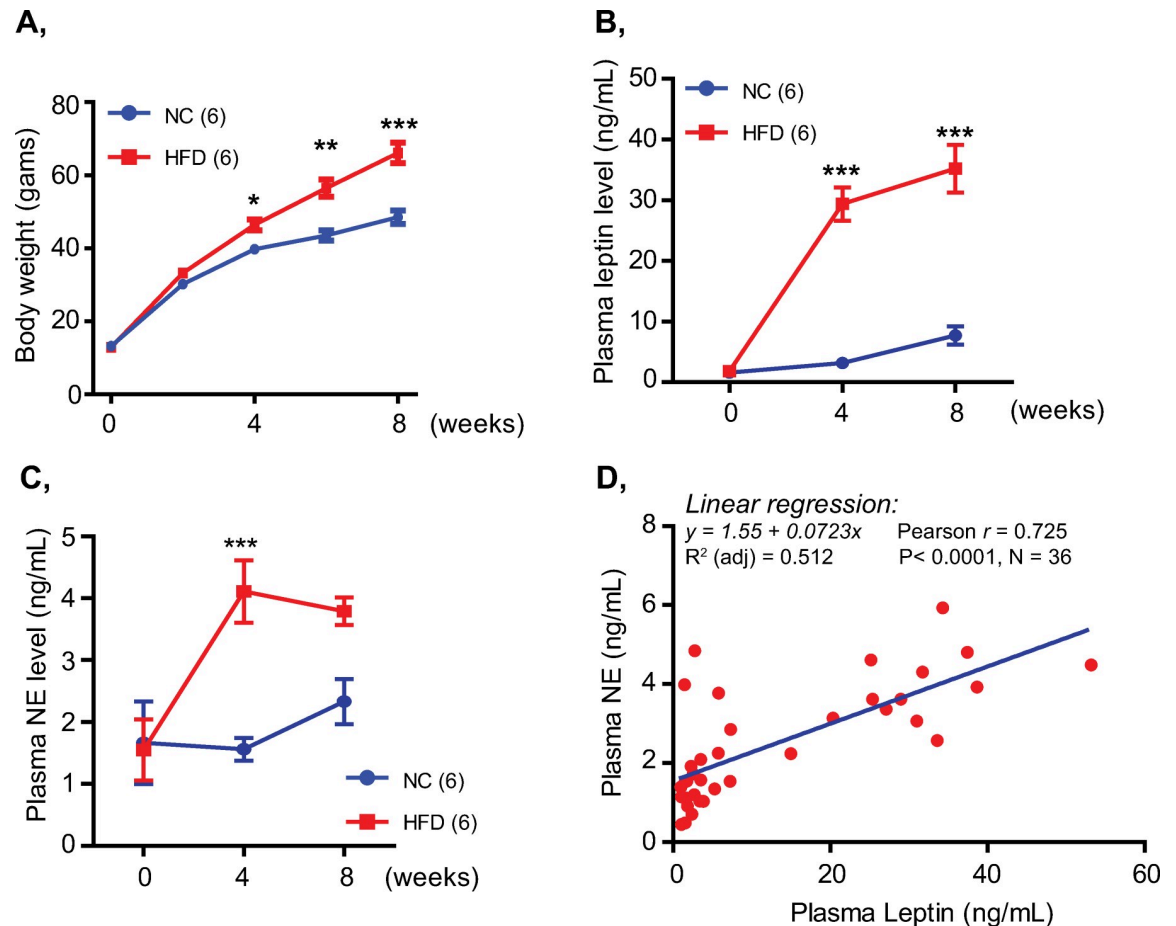 A,
80
60
40
20
0
Body weight (gams)
NC (6)
HFD (6)
*
**
***
0 4 8 (weeks)
B,
50
40
30
20
10
0
Plasma leptin level (ng/mL)
NC (6)
HFD (6)
***
***
0 4 8 (weeks)
C,
5
4
3
2
1
0
Plasma NE level (ng/mL)
***
NC (6)
HFD (6)
0 4 8 (weeks)
D,
8
6
4
2
0
Plasma NE (ng/mL)
Linear regression:
y = 1.55 + 0.0723x Pearson r = 0.725
R² (adj) = 0.512 P< 0.0001, N = 36
0 20 40 60
Plasma Leptin (ng/mL)